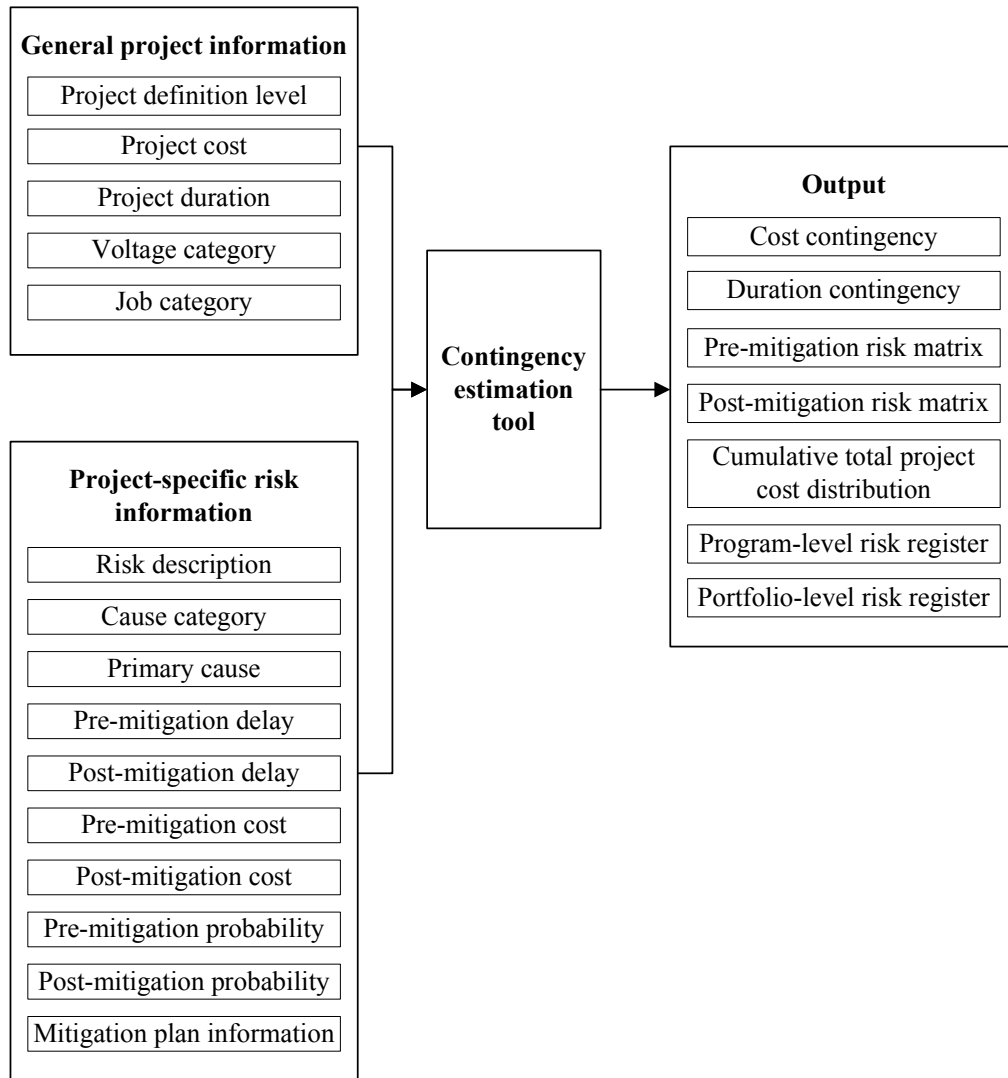 General project information
Project definition level
Project cost
Project duration
Voltage category
Job category
Project-specific risk
information
Risk description
Cause category
Primary cause
Pre-mitigation delay
Post-mitigation delay
Pre-mitigation cost
Post-mitigation cost
Pre-mitigation probability
Post-mitigation probability
Mitigation plan information
Contingency
estimation
tool
Output
Cost contingency
Duration contingency
Pre-mitigation risk matrix
Post-mitigation risk matrix
Cumulative total project
cost distribution
Program-level risk register
Portfolio-level risk register